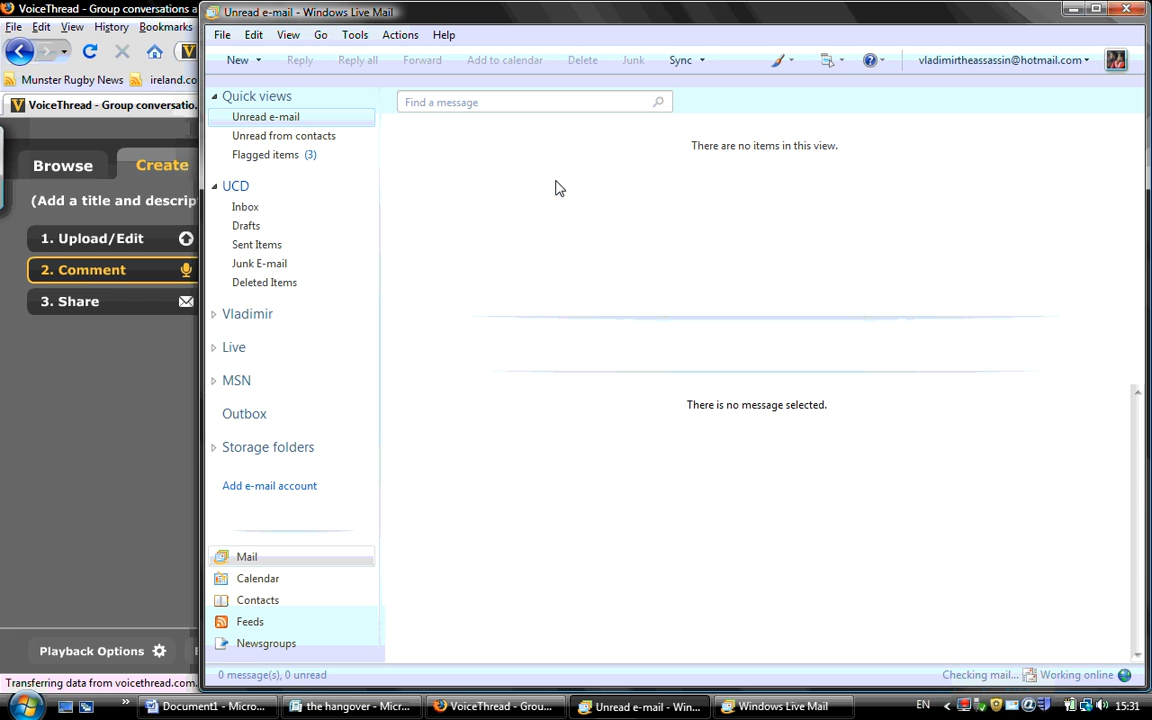 VoiceThread - Group conversations a
File Edit View History Bookmarks
Munster Rugby News ireland.co
VoiceThread - Group conversatio...
Browse Create
(Add a title and descrip
1. Upload/Edit
2. Comment
3. Share
Playback Options
Transferring data from voicethread.com.
Unread e-mail - Windows Live Mail
File Edit View Go Tools Actions Help
New Reply Reply all Forward Add to calendar Delete Junk Sync vladimirtheassassin@hotmail.com
Quick views
Unread e-mail
Unread from contacts
Flagged items (3)
UCD
Inbox
Drafts
Sent Items
Junk E-mail
Deleted Items
Vladimir
Live
MSN
Outbox
Storage folders
Add e-mail account
Mail
Calendar
Contacts
Feeds
Newsgroups
Find a message
There are no items in this view.
There is no message selected.
0 message(s), 0 unread Checking mail... Working online
Document1 - Micro... the hangover - Mic... VoiceThread - Grou... Unread e-mail - Win... Windows Live Mail EN 15:31